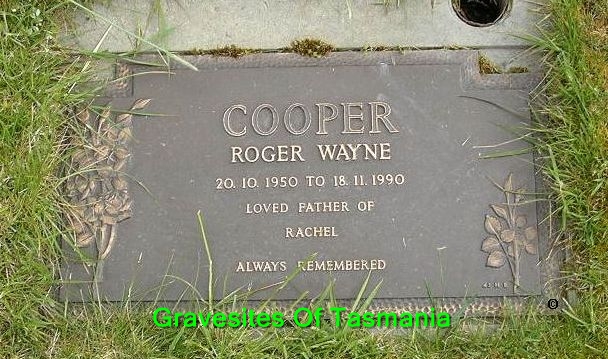 COOPER
ROGER WAYNE
20.10.1950 TO 18.11.1990
LOVED FATHER OF
RACHEL
ALWAYS REMEMBERED
Gravesites Of Tasmania